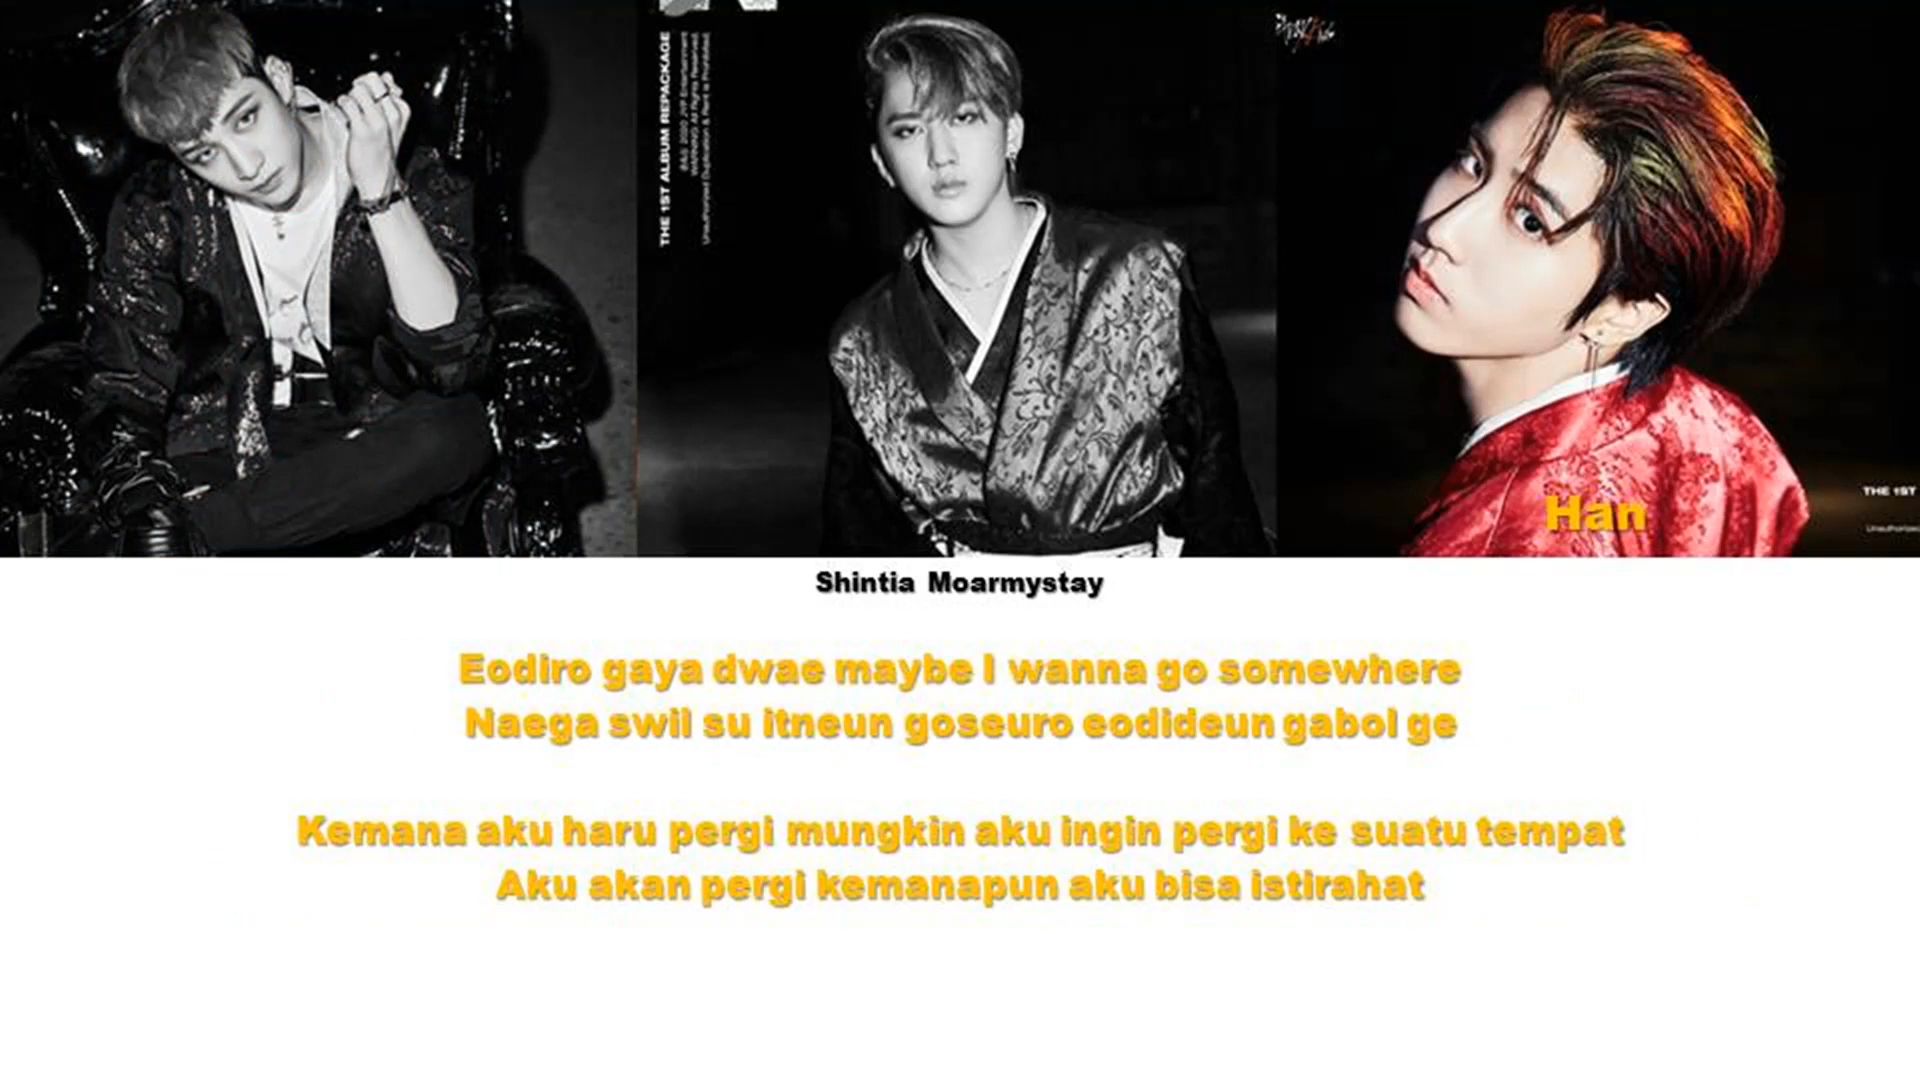 THE 1ST ALBUM REPACKAGE
Stray Kids
Han
THE 1ST
Shintia Moarmystay
Eodiro gaya dwae maybe I wanna go somewhere
Naega swil su itneun goseuro eodideun gabol ge
Kemana aku haru pergi mungkin aku ingin pergi ke suatu tempat
Aku akan pergi kemanapun aku bisa istirahat